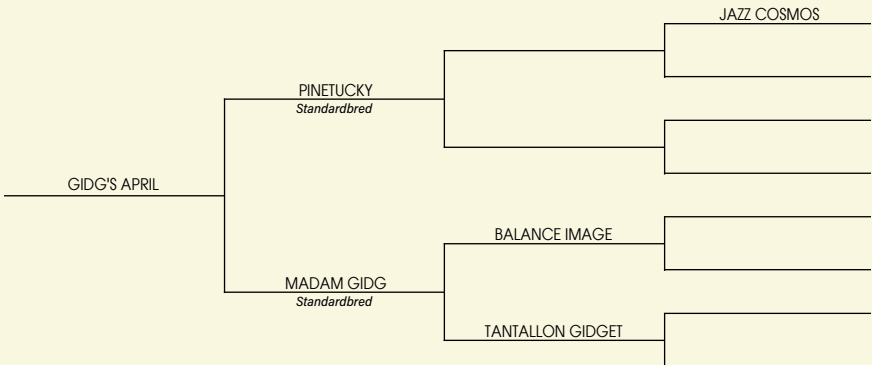 JAZZ COSMOS
PINETUCKY
Standardbred
GIDG'S APRIL
BALANCE IMAGE
MADAM GIDG
Standardbred
TANTALLON GIDGET